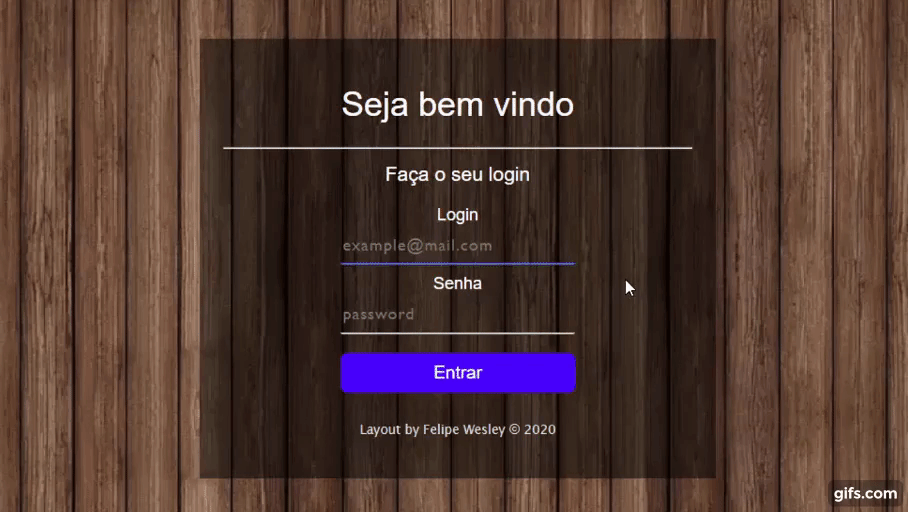 Seja bem vindo
Faça o seu login
Login
example@mail.com
Senha
password
Entrar
Layout by Felipe Wesley © 2020
gifs.com